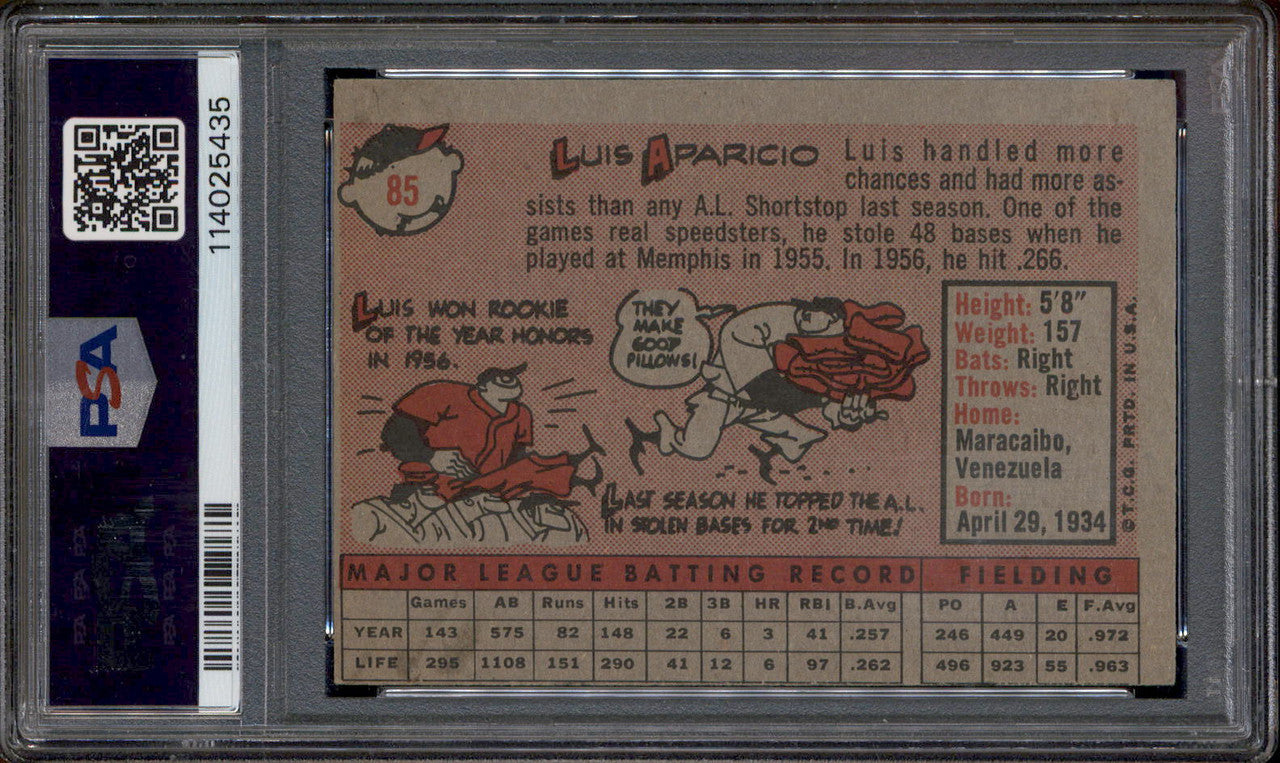 114025435
PSA
85
LUIS APARICIO Luis handled more
chances and had more as-
sists than any A.L. Shortstop last season. One of the
games real speedsters, he stole 48 bases when he
played at Memphis in 1955. In 1956, he hit .266.
LUIS WON ROOKIE
OF THE YEAR HONORS
IN 1956.
THEY
MAKE
GOOD
PILLOWS!
LAST SEASON HE TOPPED THE A.L.
IN STOLEN BASES FOR 2ND TIME!
Height: 5'8"
Weight: 157
Bats: Right
Throws: Right
Home:
Maracaibo,
Venezuela
Born:
April 29, 1934
©T.C.G. PRTD. IN U.S.A.
MAJOR LEAGUE BATTING RECORD FIELDING
Games AB Runs Hits 2B 3B HR RBI B.Avg PO A E F.Avg
YEAR 143 575 82 148 22 6 3 41 .257 246 449 20 .972
LIFE 295 1108 151 290 41 12 6 97 .262 496 923 55 .963